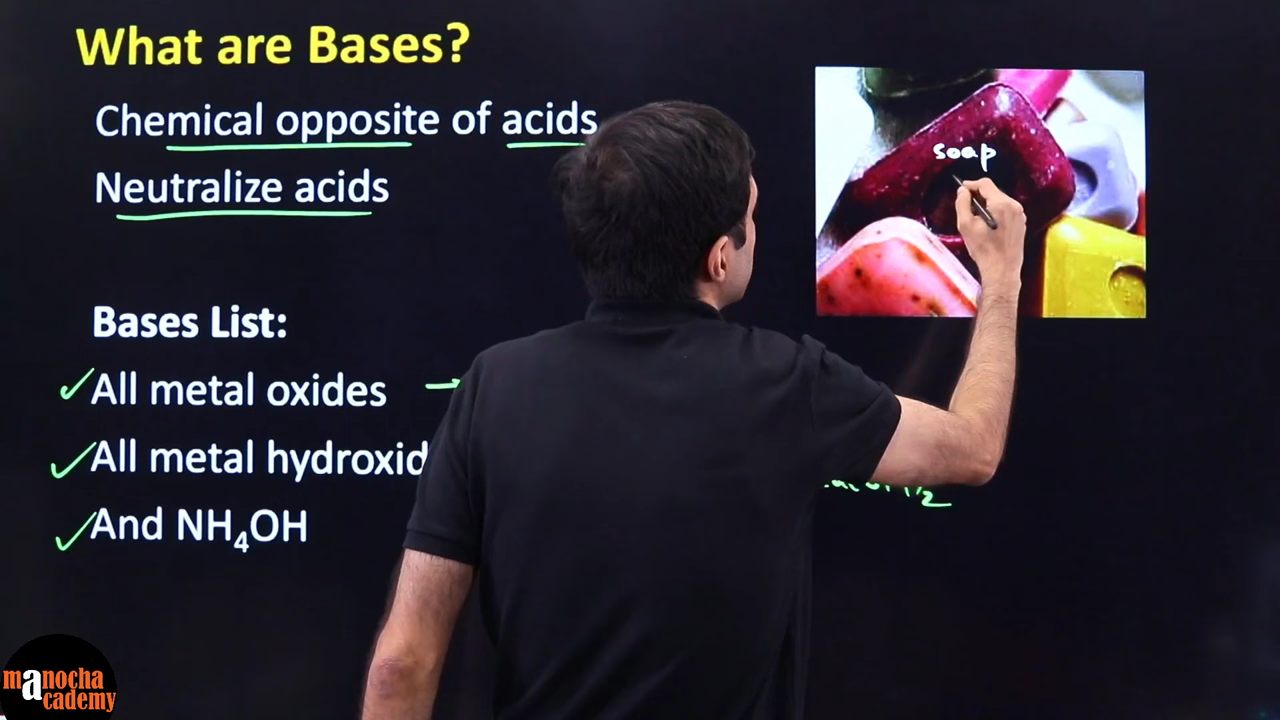 What are Bases?
Chemical opposite of acids
Neutralize acids
soap
Bases List:
All metal oxides
All metal hydroxid
And NH₄OH
manocha
academy